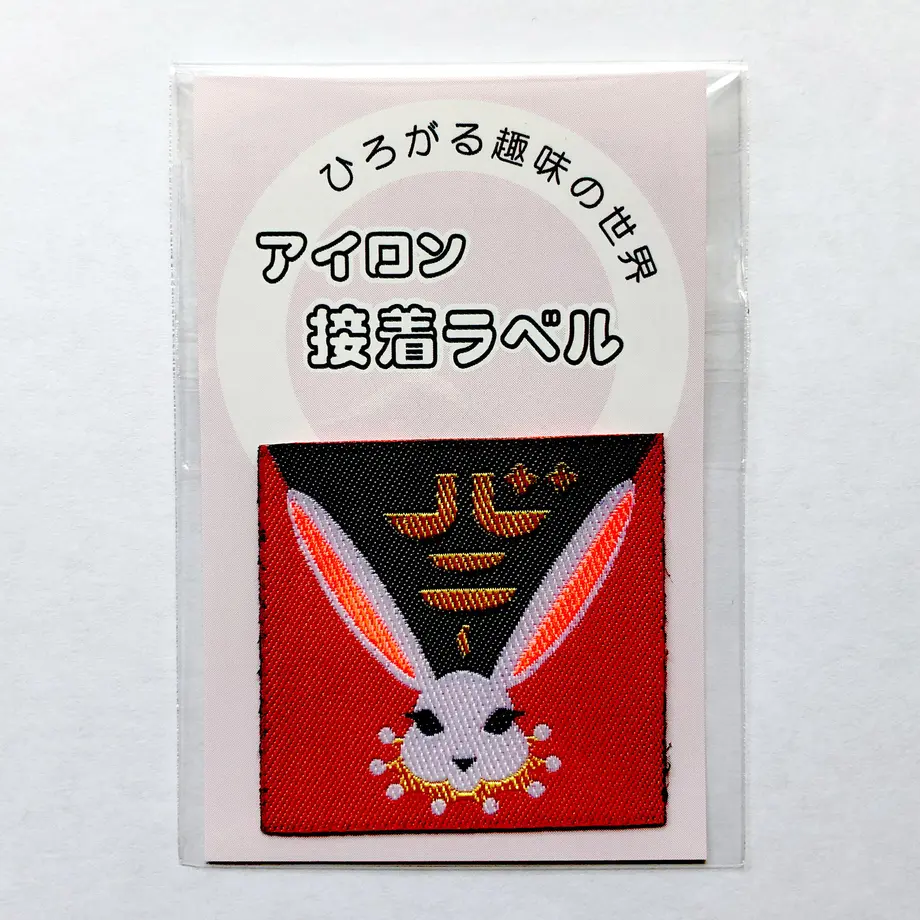 ひろがる趣味の世界
アイロン
接着ラベル
バニー